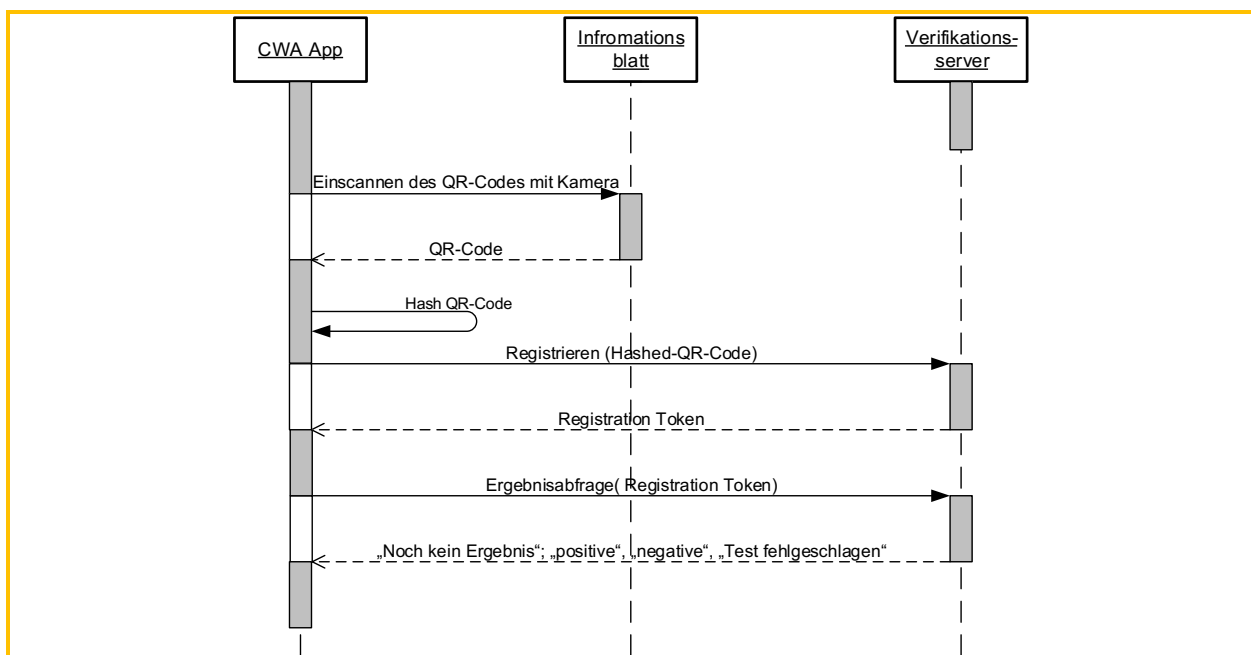 CWA App
Infromations
blatt
Verifikations-
server
Einscannen des QR-Codes mit Kamera
QR-Code
Hash QR-Code
Registrieren (Hashed-QR-Code)
Registration Token
Ergebnisabfrage( Registration Token)
„Noch kein Ergebnis“; „positive“, „negative“, „Test fehlgeschlagen“